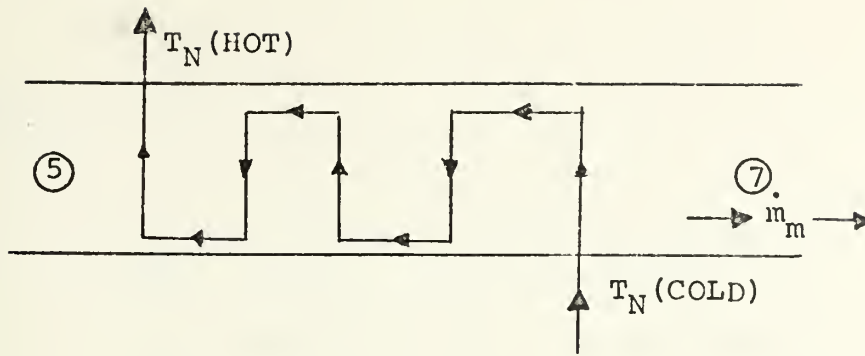 T_N (HOT)
5
7
ṁ_m
T_N (COLD)